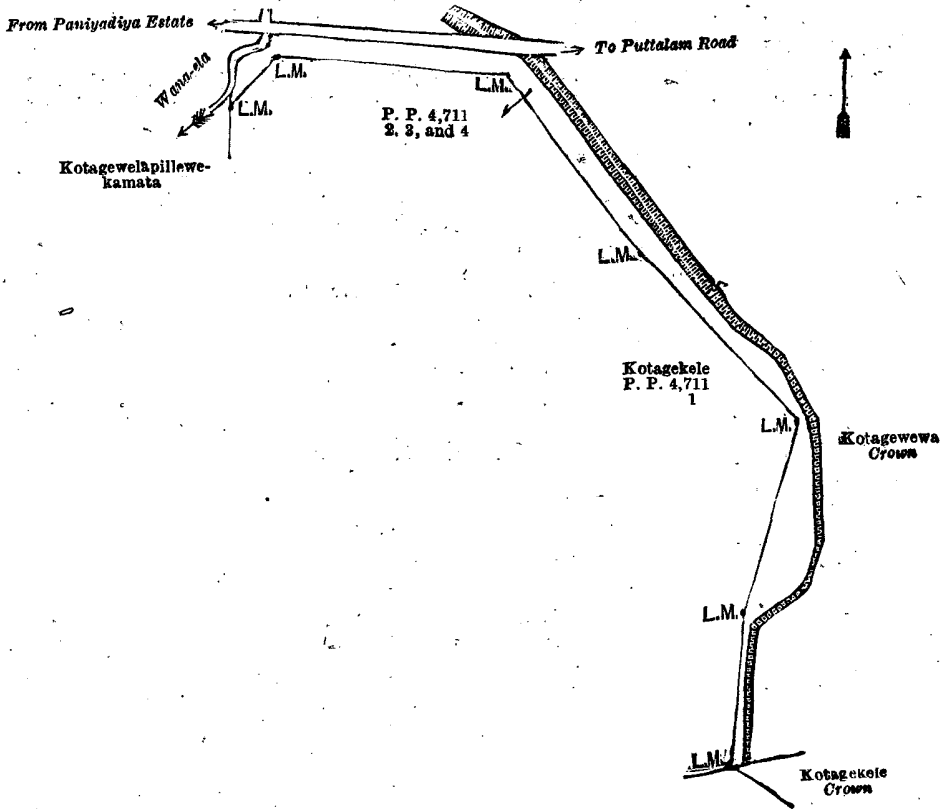 From Paniyadiya Estate
To Puttalam Road
Wana-ela
L.M.
L.M.
L.M.
P. P. 4,711
2. 3, and 4
Kotagewelapillewe-
kamata
L.M.
Kotagekele
P. P. 4,711
1
L.M.
Kotagewewa
Crown
L.M.
L.M.
Kotagekele
Crown